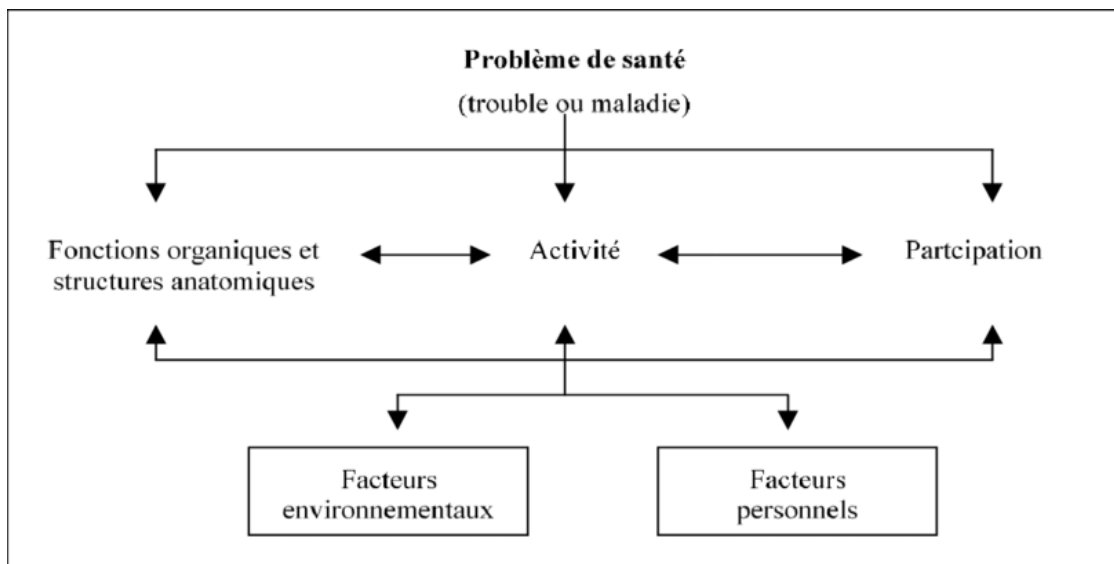 Problème de santé
(trouble ou maladie)
Fonctions organiques et
structures anatomiques
Activité
Partcipation
Facteurs
environnementaux
Facteurs
personnels